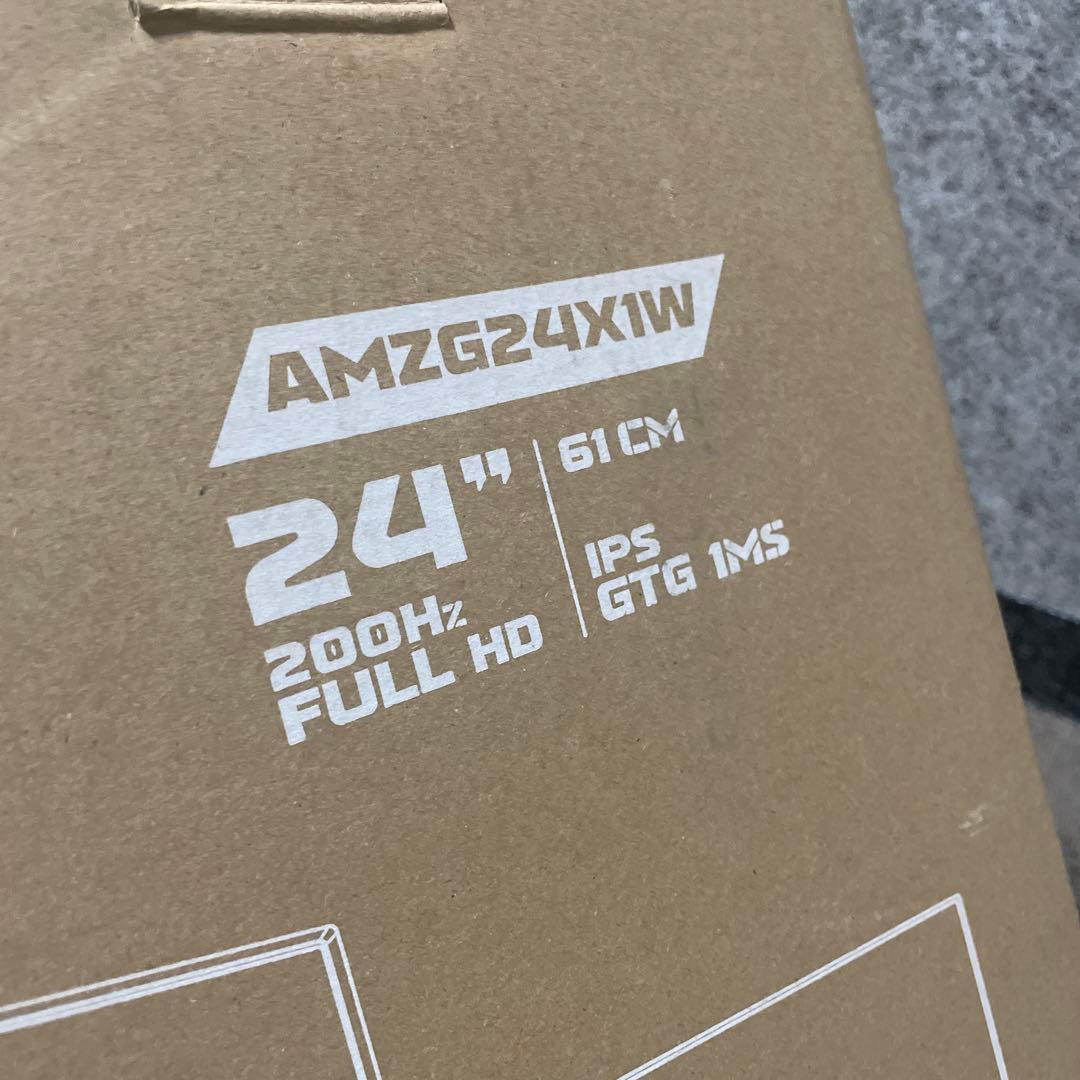 AMZG24X1W
24"
61 CM
200Hz
FULL HD
IPS
GTG 1MS